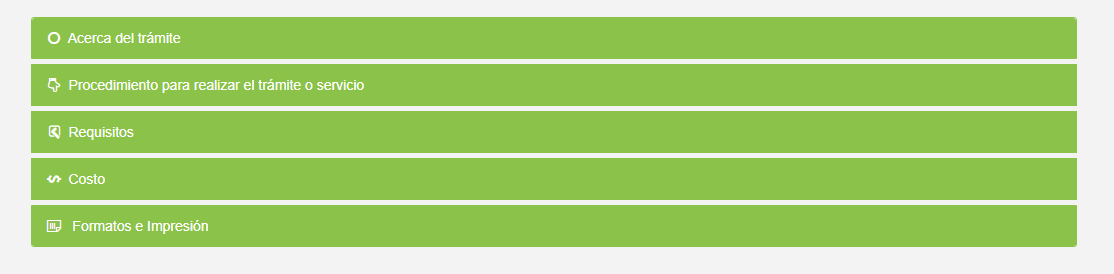 Acerca del trámite
Procedimiento para realizar el trámite o servicio
Requisitos
Costo
Formatos e Impresión